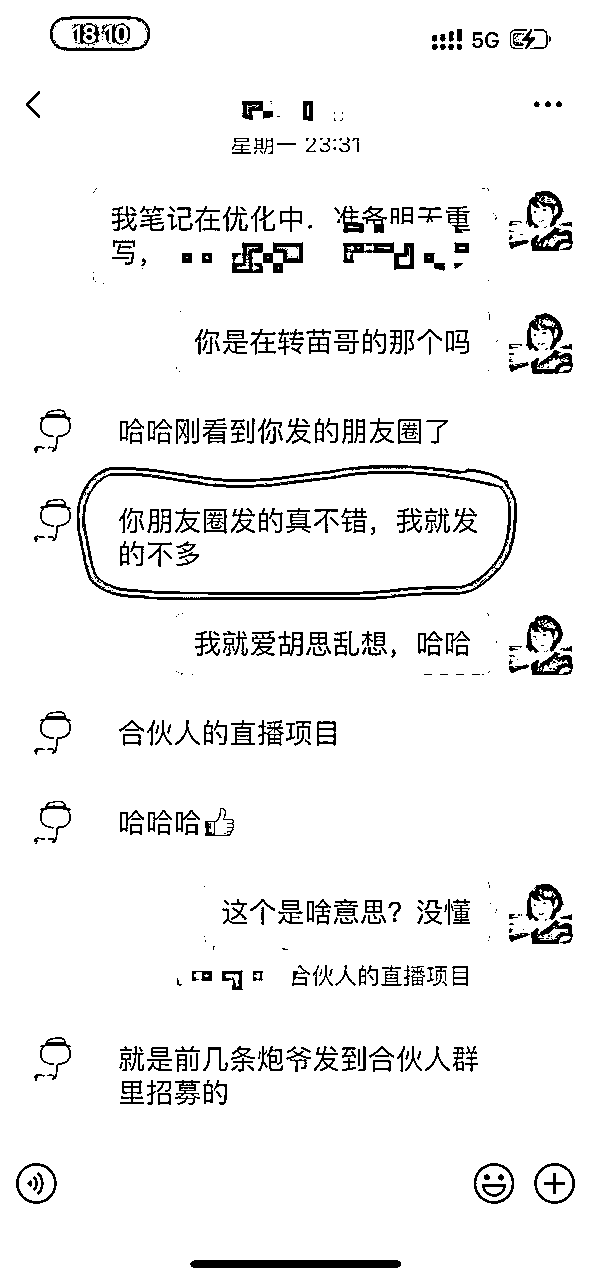 18:10
5G
星期一 23:31
我笔记在优化中．准备明天重
写，
你是在转苗哥的那个吗
哈哈刚看到你发的朋友圈了
你朋友圈发的真不错，我就发
的不多
我就爱胡思乱想，哈哈
合伙人的直播项目
哈哈哈👍
这个是啥意思？没懂
合伙人的直播项目
就是前几条炮爷发到合伙人群
里招募的